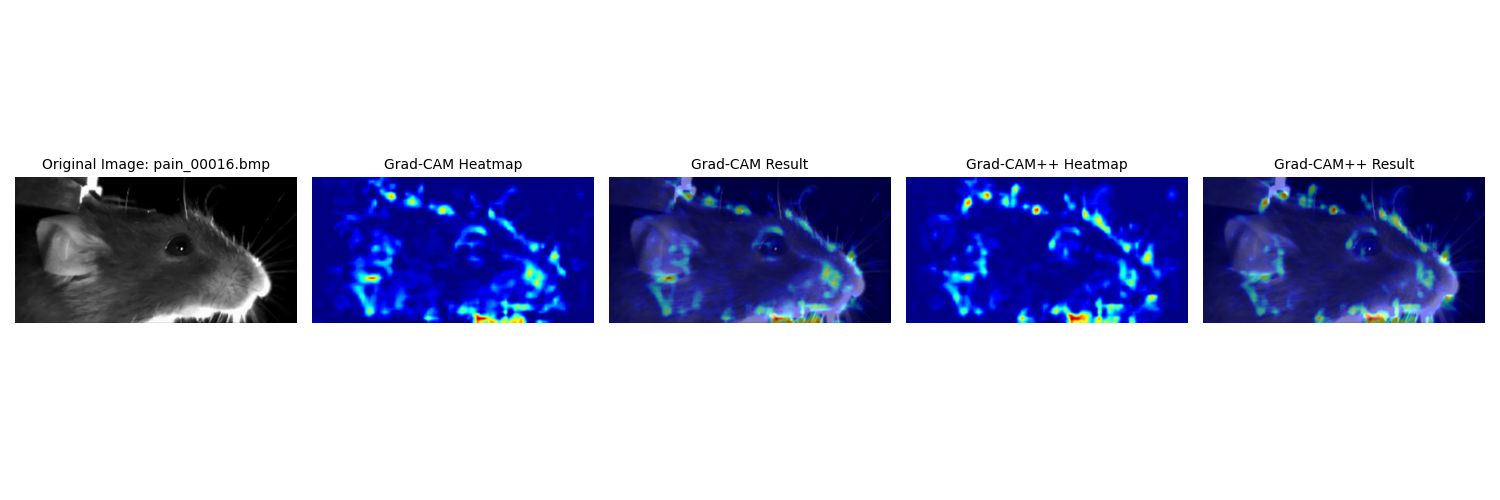 Original Image: pain_00016.bmp
Grad-CAM Heatmap
Grad-CAM Result
Grad-CAM++ Heatmap
Grad-CAM++ Result